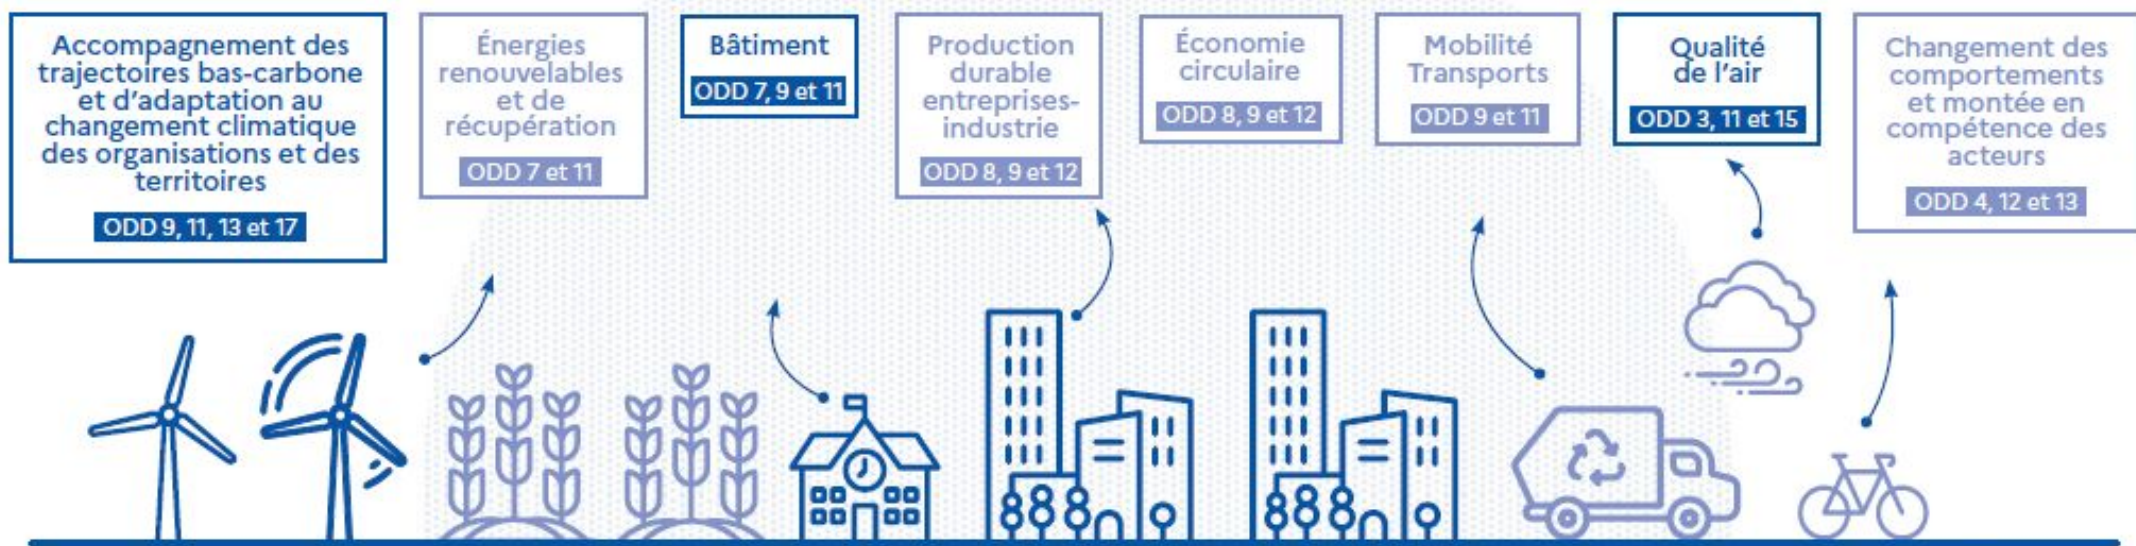 Accompagnement des
trajectoires bas-carbone
et d'adaptation au
changement climatique
des organisations et des
territoires
ODD 9, 11, 13 et 17
Énergies
renouvelables
et de
récupération
ODD 7 et 11
Bâtiment
ODD 7, 9 et 11
Production
durable
entreprises-
industrie
ODD 8, 9 et 12
Économie
circulaire
ODD 8, 9 et 12
Mobilité
Transports
ODD 9 et 11
Qualité
de l'air
ODD 3, 11 et 15
Changement des
comportements
et montée en
compétence des
acteurs
ODD 4, 12 et 13